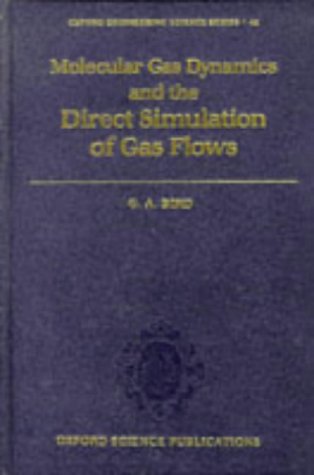 OXFORD ENGINEERING SCIENCE SERIES · 42
Molecular Gas Dynamics
and the
Direct Simulation
of Gas Flows
G. A. BIRD
OXFORD SCIENCE PUBLICATIONS